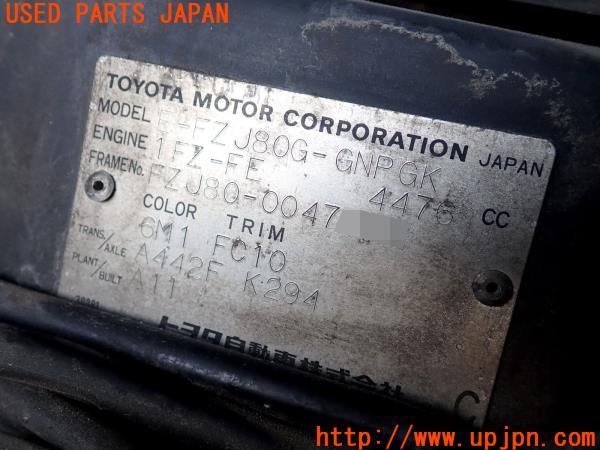 USED PARTS JAPAN
TOYOTA MOTOR CORPORATION JAPAN
MODEL E-FZJ80G-GNPGK
ENGINE 1FZ-FE 4476 CC
FRAME No. FZJ80-0047
COLOR TRIM
6M1 FC10
TRANS/AXLE A442F K294
PLANT/BUILT A11
トヨタ自動車株式会社
C
http://www.upjpn.com